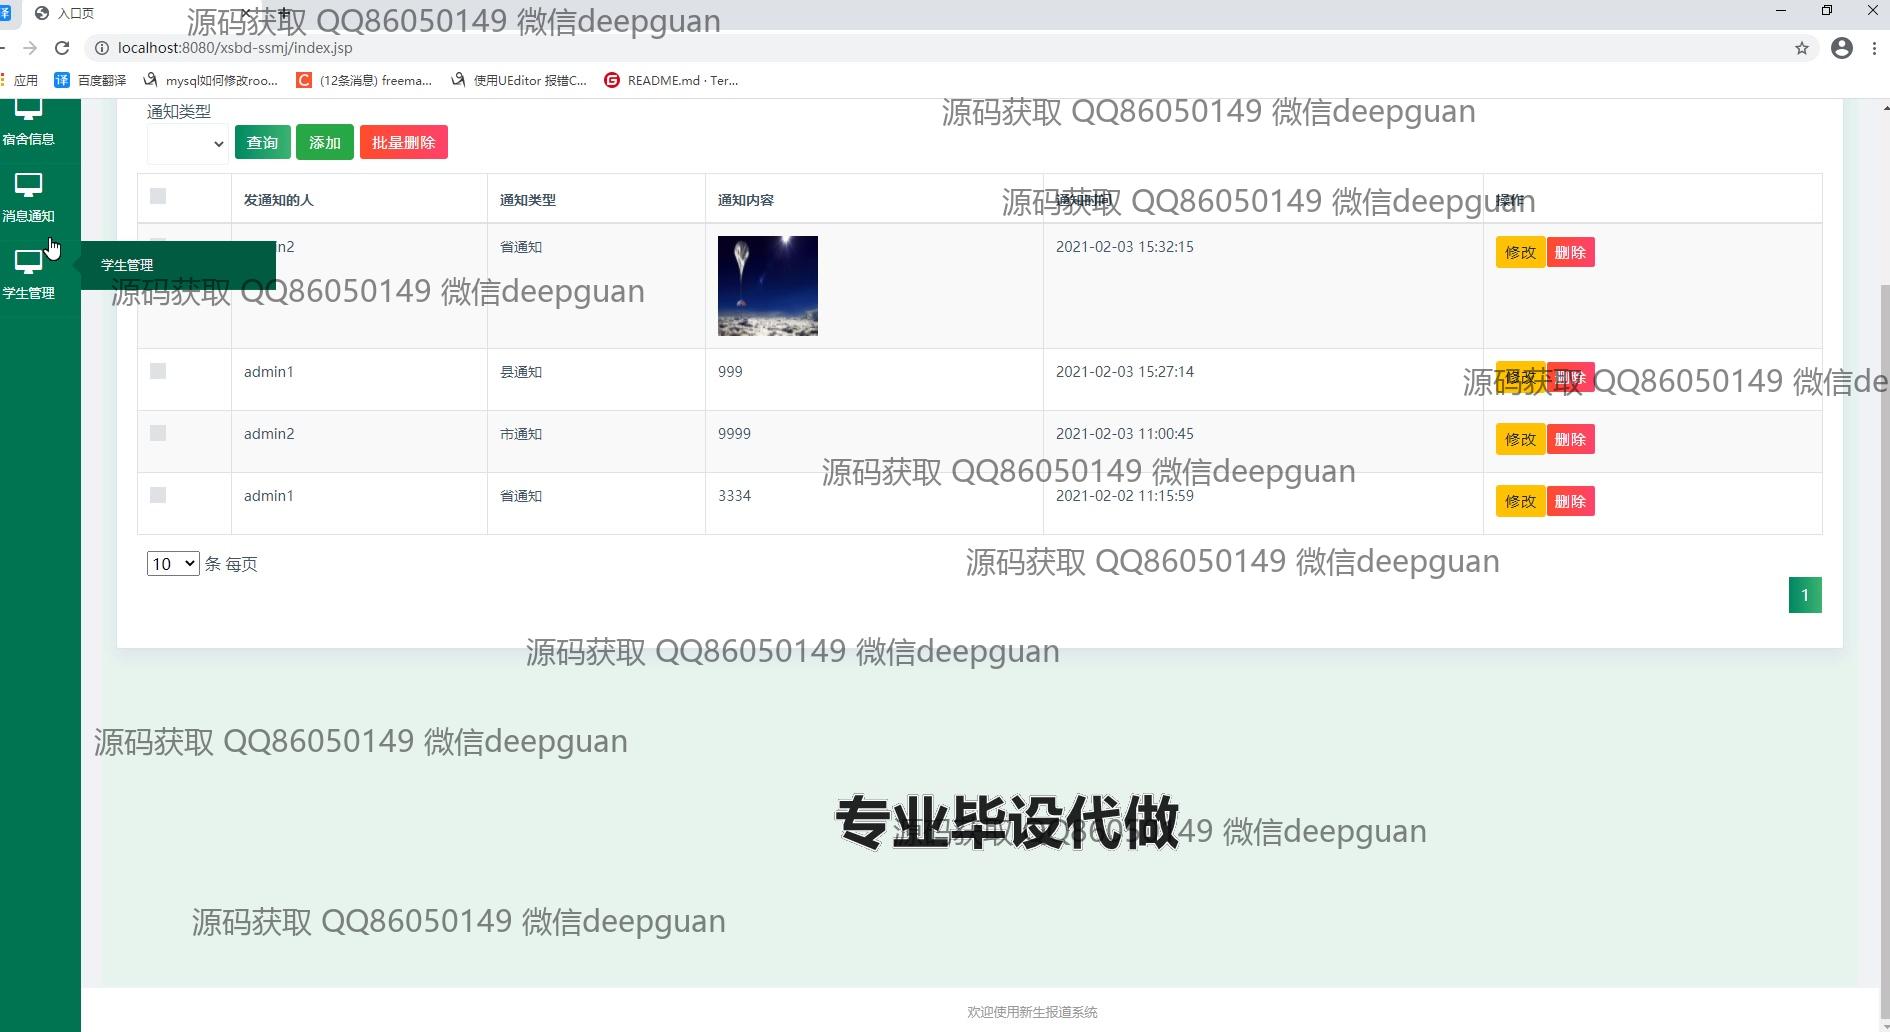 译 入口页
源码获取 QQ86050149 微信deepguan
localhost:8080/xsbd-ssmj/index.jsp
应用 译 百度翻译 mysql如何修改roo... C (12条消息) freema... 使用UEditor 报错C... G README.md · Ter...
通知类型
源码获取 QQ86050149 微信deepguan
宿舍信息
查询 添加 批量删除
发通知的人 通知类型 通知内容 通知时间 操作
源码获取 QQ86050149 微信deepguan
消息通知
n2 省通知 2021-02-03 15:32:15 修改 删除
学生管理
学生管理
源码获取 QQ86050149 微信deepguan
admin1 县通知 999 2021-02-03 15:27:14 修改 删除
源码获取 QQ86050149 微信de
admin2 市通知 9999 2021-02-03 11:00:45 修改 删除
源码获取 QQ86050149 微信deepguan
admin1 省通知 3334 2021-02-02 11:15:59 修改 删除
10 条 每页
源码获取 QQ86050149 微信deepguan
1
源码获取 QQ86050149 微信deepguan
源码获取 QQ86050149 微信deepguan
专业毕设代做
源码获取 QQ86050149 微信deepguan
源码获取 QQ86050149 微信deepguan
欢迎使用新生报道系统